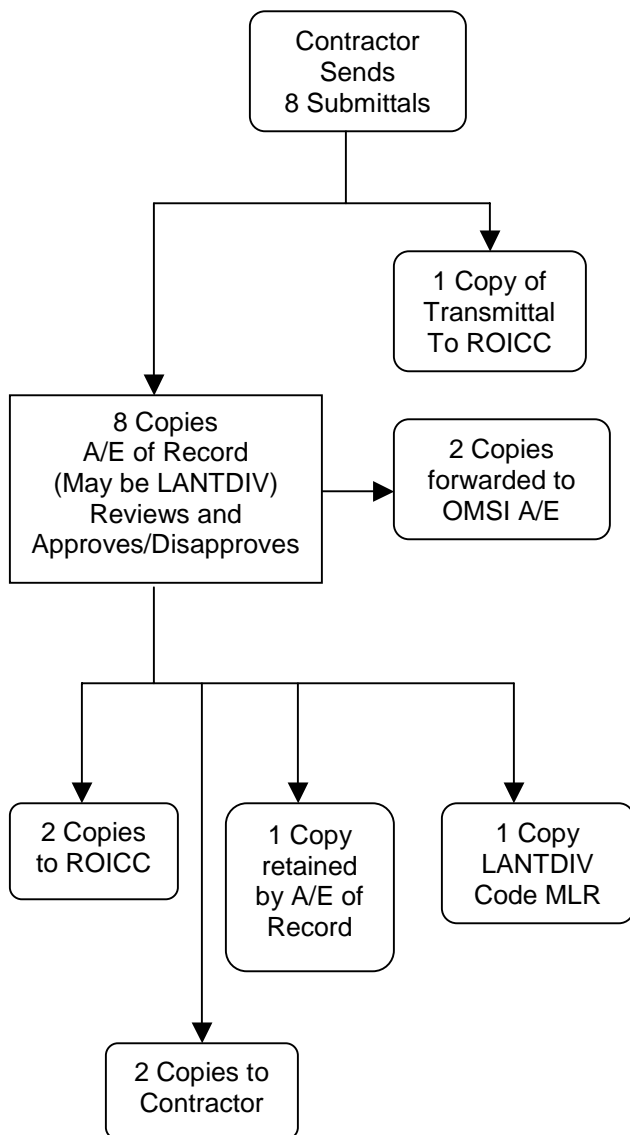 Contractor
Sends
8 Submittals
1 Copy of
Transmittal
To ROICC
8 Copies
A/E of Record
(May be LANTDIV)
Reviews and
Approves/Disapproves
2 Copies
forwarded to
OMSI A/E
2 Copies
to ROICC
1 Copy
retained
by A/E of
Record
1 Copy
LANTDIV
Code MLR
2 Copies to
Contractor